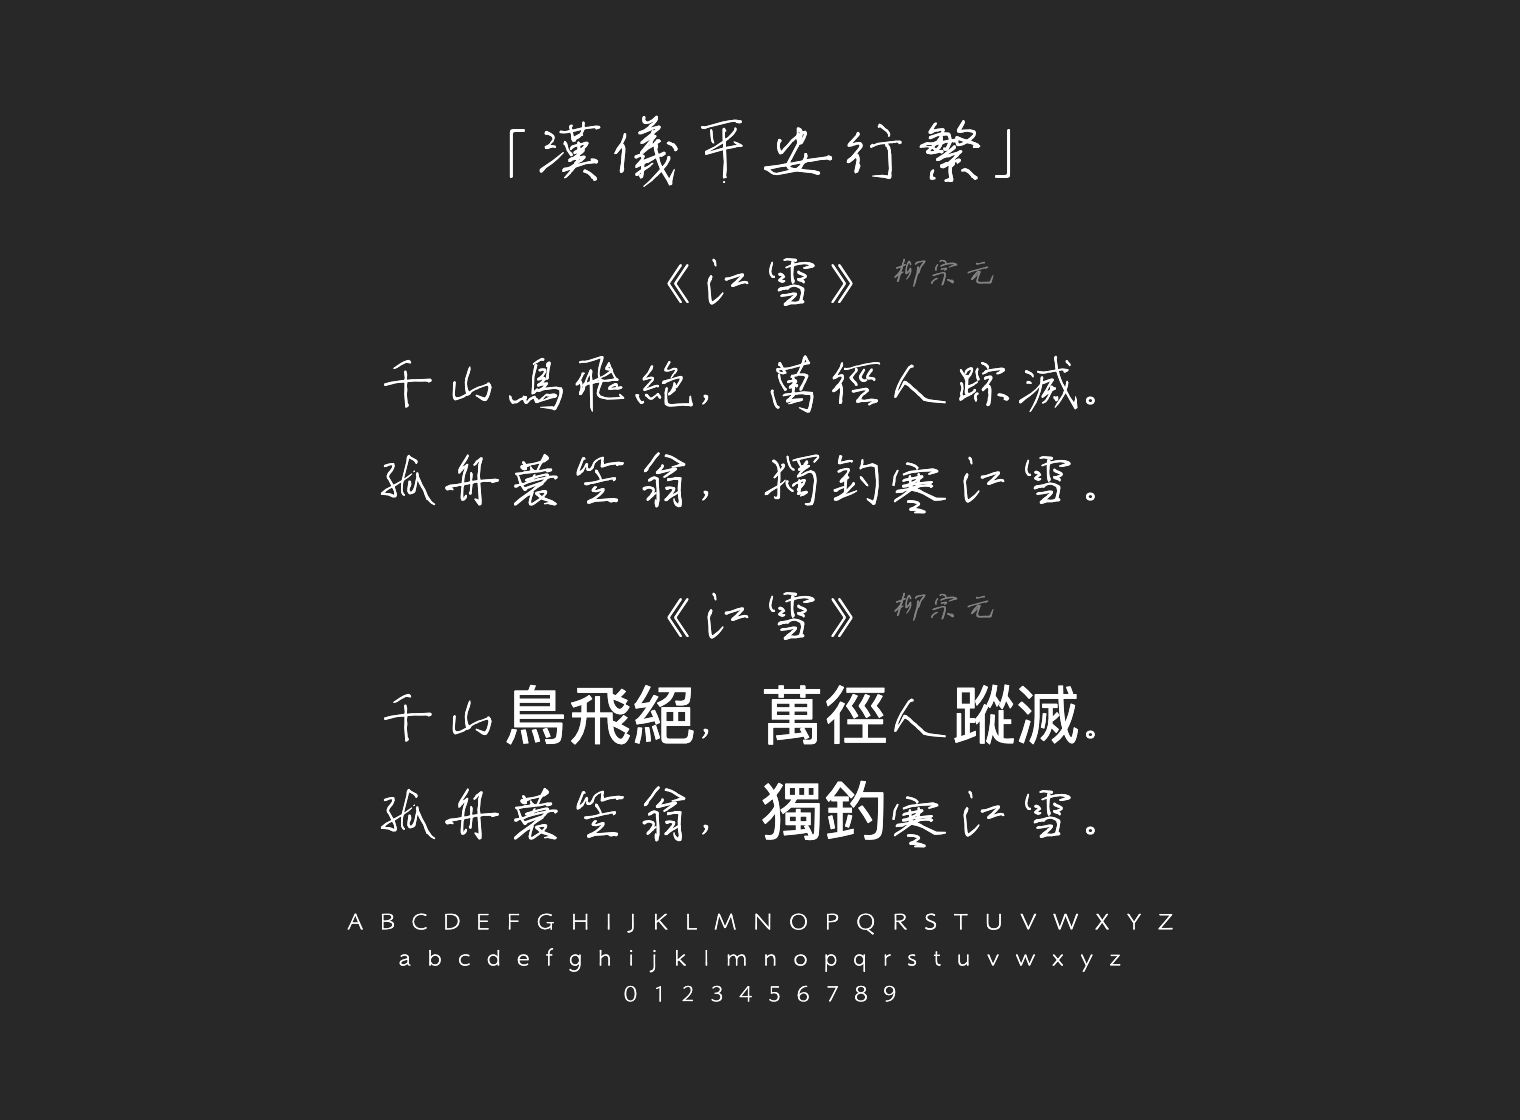 「漢儀平安行繁」
《江雪》 柳宗元
千山鳥飛絕，萬徑人踪滅。
孤舟蓑笠翁，獨釣寒江雪。
《江雪》 柳宗元
千山鳥飛絕，萬徑人蹤滅。
孤舟蓑笠翁，獨釣寒江雪。
A B C D E F G H I J K L M N O P Q R S T U V W X Y Z
a b c d e f g h i j k l m n o p q r s t u v w x y z
0 1 2 3 4 5 6 7 8 9